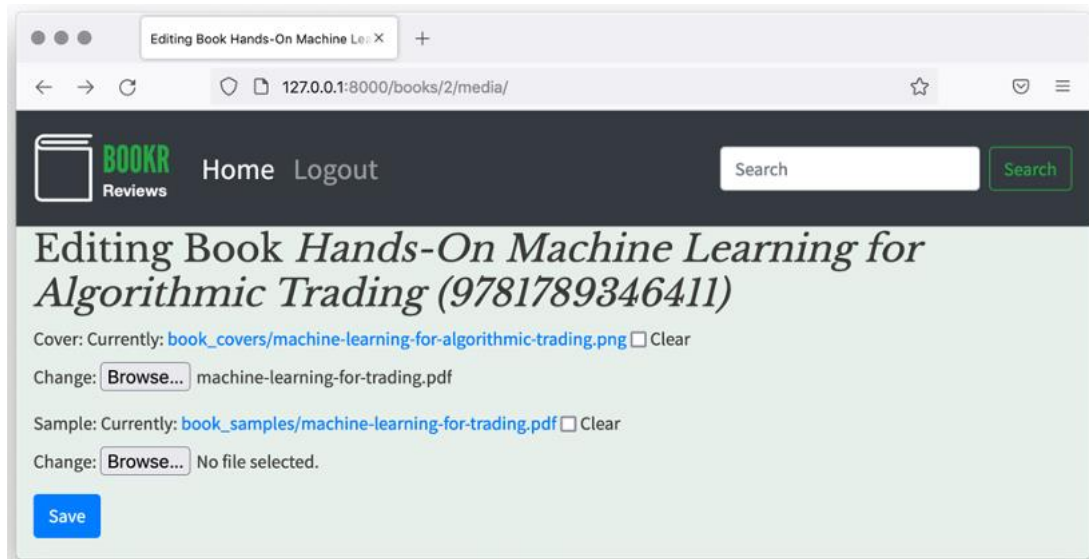 Editing Book Hands-On Machine Le
127.0.0.1:8000/books/2/media/
BOOKR
Reviews
Home Logout
Search
Search
Editing Book Hands-On Machine Learning for
Algorithmic Trading (9781789346411)
Cover: Currently: book_covers/machine-learning-for-algorithmic-trading.png Clear
Change: Browse... machine-learning-for-trading.pdf
Sample: Currently: book_samples/machine-learning-for-trading.pdf Clear
Change: Browse... No file selected.
Save